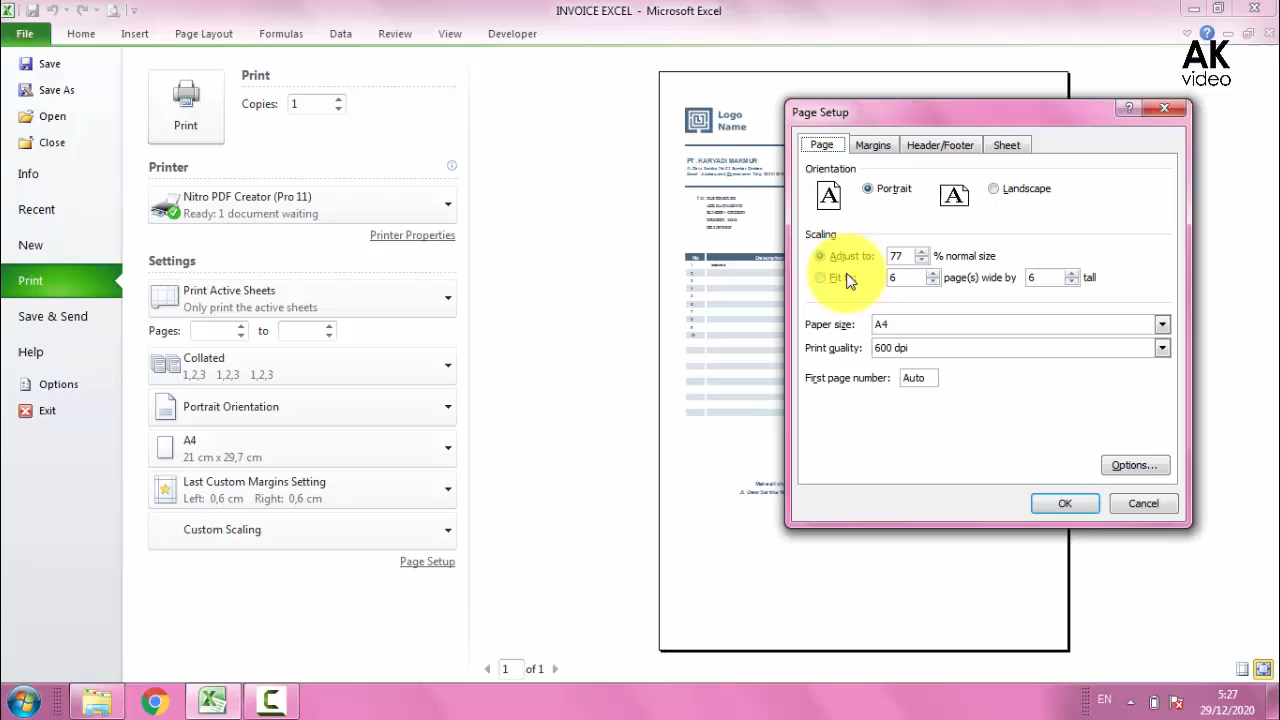 INVOICE EXCEL - Microsoft Excel
File Home Insert Page Layout Formulas Data Review View Developer
AK
video
Save
Save As
Open
Close
Info
Recent
New
Print
Save & Send
Help
Options
Exit
Print
Print
Copies: 1
Printer
Nitro PDF Creator (Pro 11)
Ready: 1 document waiting
Printer Properties
Settings
Print Active Sheets
Only print the active sheets
Pages: to
Collated
1,2,3 1,2,3 1,2,3
Portrait Orientation
A4
21 cm x 29,7 cm
Last Custom Margins Setting
Left: 0,6 cm Right: 0,6 cm
Custom Scaling
Page Setup
Logo
Name
PT. KARYADI MAKMUR
To
No
1 of 1
Page Setup
Page Margins Header/Footer Sheet
Orientation
A Portrait A Landscape
Scaling
Adjust to: 77 % normal size
Fit 6 page(s) wide by 6 tall
Paper size: A4
Print quality: 600 dpi
First page number: Auto
Options...
OK Cancel
EN
5:27
29/12/2020